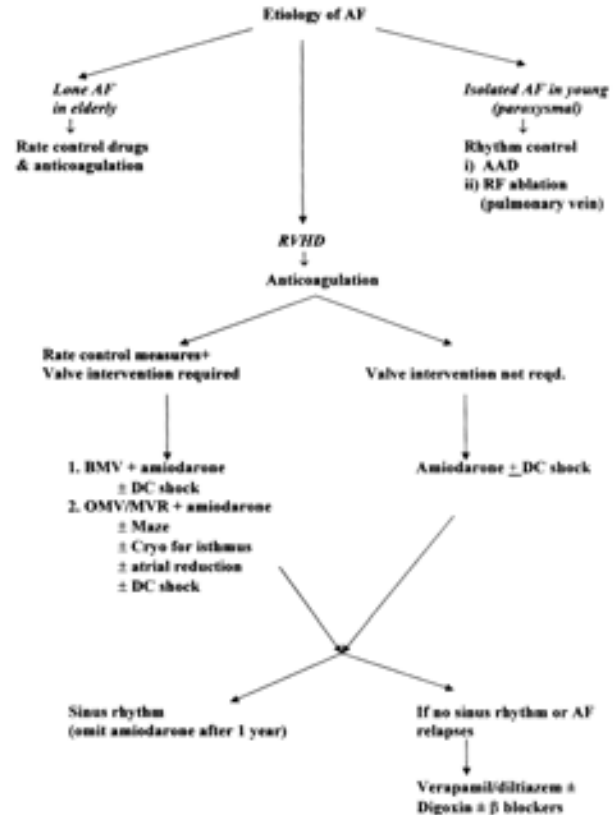 Etiology of AF
Lone AF
in elderly
↓
Rate control drugs
& anticoagulation
Isolated AF in young
(paroxysmal)
↓
Rhythm control
i) AAD
ii) RF ablation
(pulmonary vein)
RVHD
↓
Anticoagulation
Rate control measures+
Valve intervention required
Valve intervention not reqd.
1. BMV + amiodarone
± DC shock
2. OMV/MVR + amiodarone
± Maze
± Cryo for isthmus
± atrial reduction
± DC shock
Amiodarone ± DC shock
Sinus rhythm
(omit amiodarone after 1 year)
If no sinus rhythm or AF
relapses
Verapamil/diltiazem ±
Digoxin ± β blockers